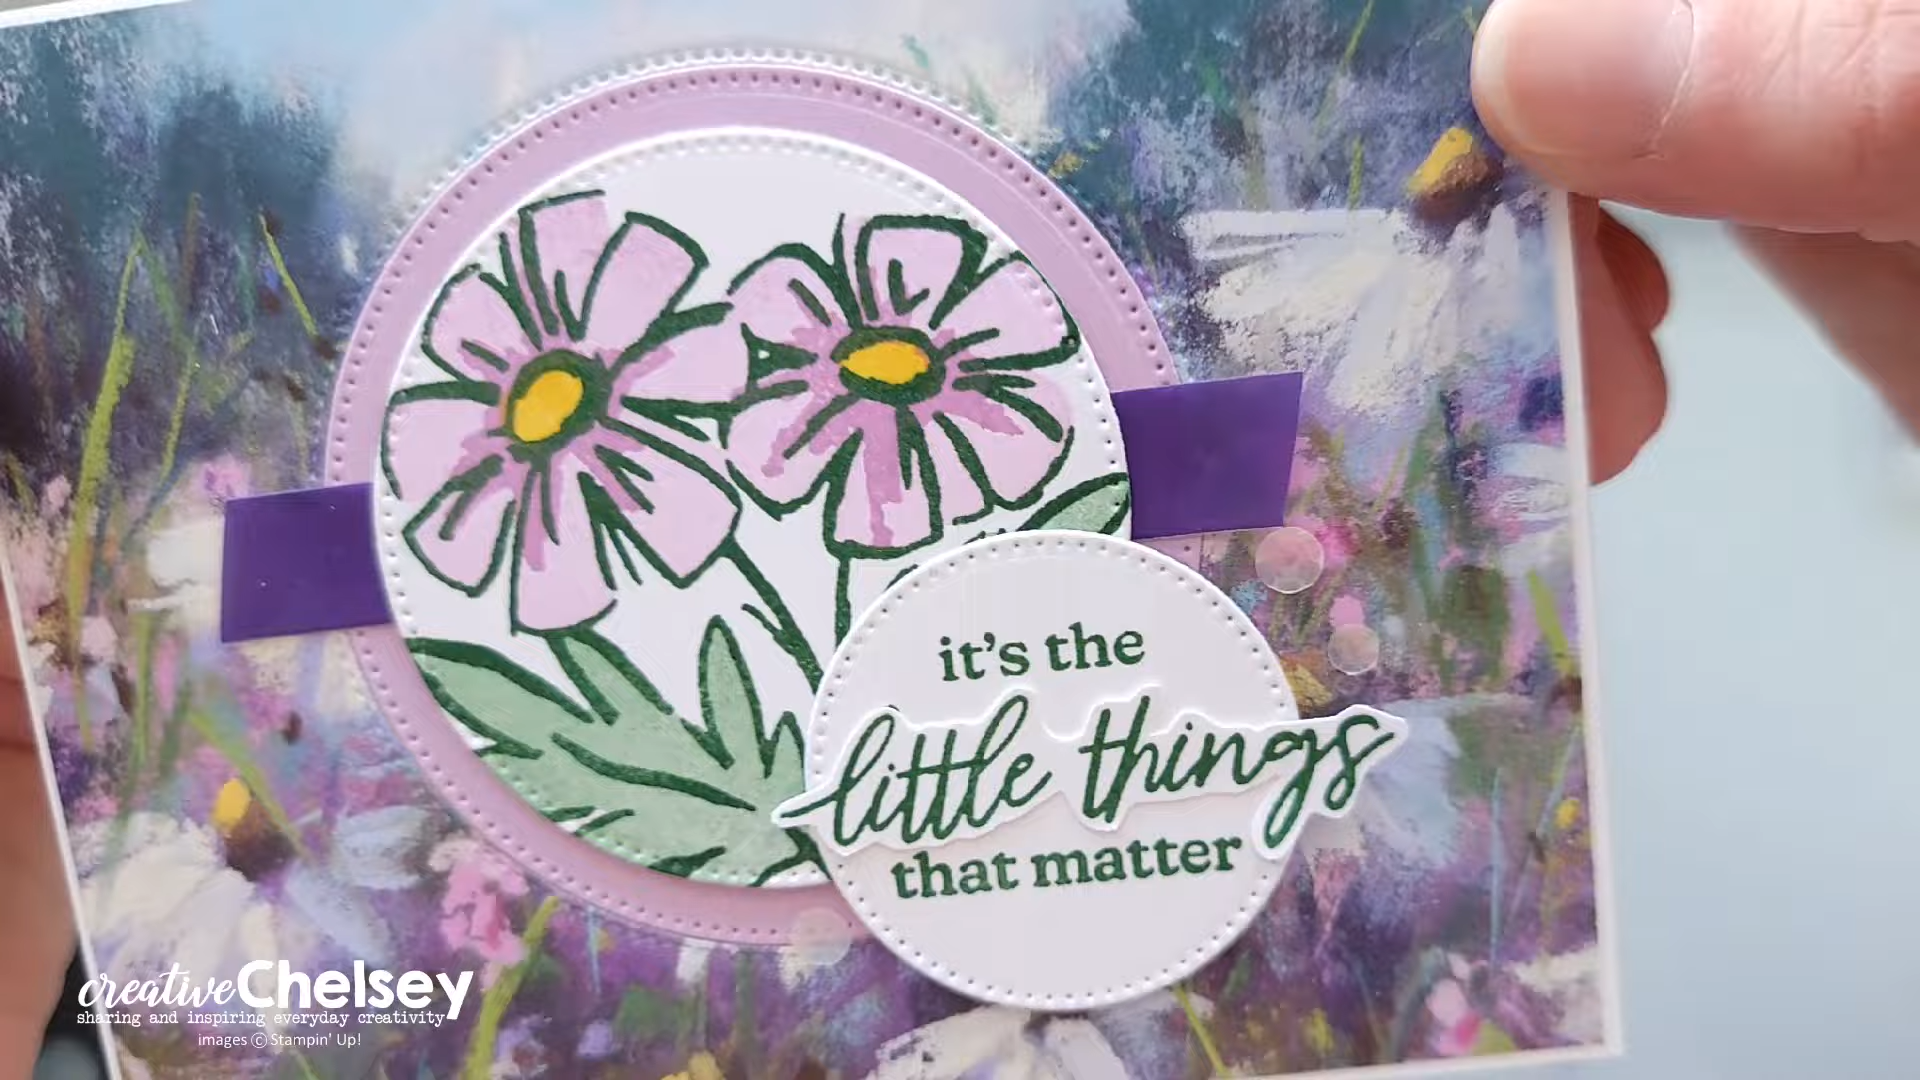 it's the
little things
that matter
creativeChelsey
sharing and inspiring everyday creativity
images ©Stampin' Up!